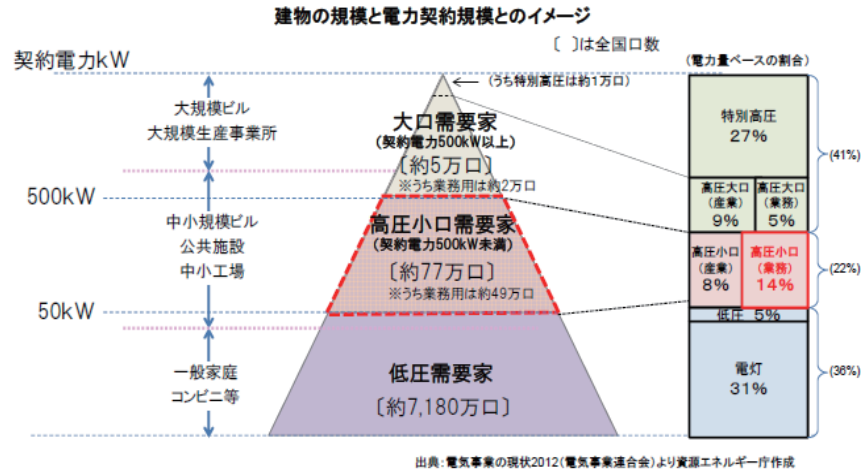 建物の規模と電力契約規模とのイメージ
〔 〕は全国口数
契約電力kW
(電力量ベースの割合)
(うち特別高圧は約1万口)
大規模ビル
大規模生産事業所
大口需要家
(契約電力500kW以上)
〔約5万口〕
※うち業務用は約2万口
特別高圧
27%
(41%)
高圧大口
(産業)
9%
高圧大口
(業務)
5%
500kW
中小規模ビル
公共施設
中小工場
高圧小口需要家
(契約電力500kW未満)
〔約77万口〕
※うち業務用は約49万口
高圧小口
(産業)
8%
高圧小口
(業務)
14%
(22%)
50kW
低圧 5%
一般家庭
コンビニ等
低圧需要家
〔約7,180万口〕
電灯
31%
(36%)
出典:電気事業の現状2012(電気事業連合会)より資源エネルギー庁作成